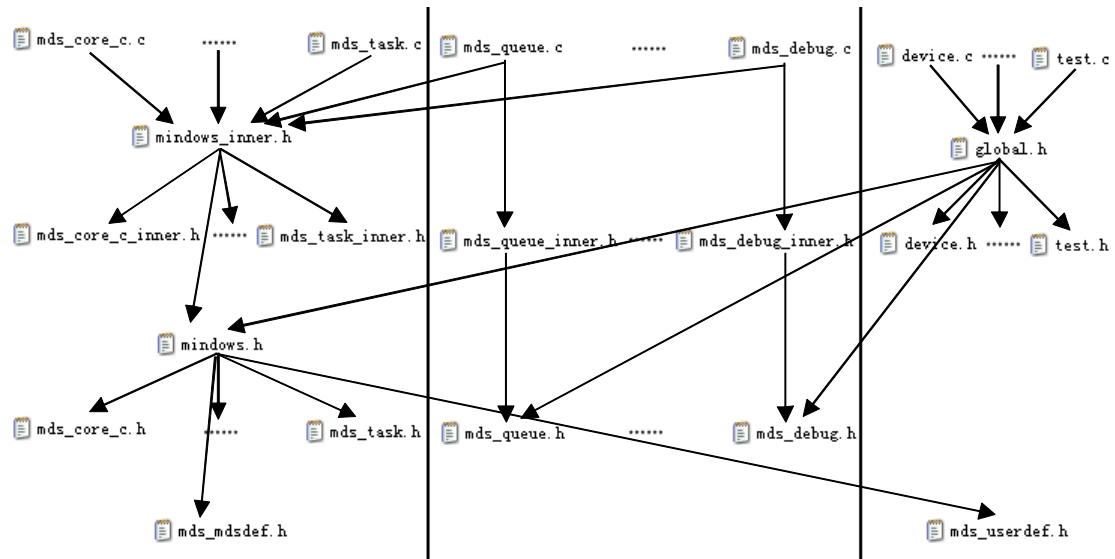 mds_core_c.c ...... mds_task.c mds_queue.c ...... mds_debug.c device.c ...... test.c
mindows_inner.h global.h
mds_core_c_inner.h ...... mds_task_inner.h mds_queue_inner.h ...... mds_debug_inner.h device.h ...... test.h
mindows.h
mds_core_c.h ...... mds_task.h mds_queue.h ...... mds_debug.h
mds_mdsdef.h mds_userdef.h